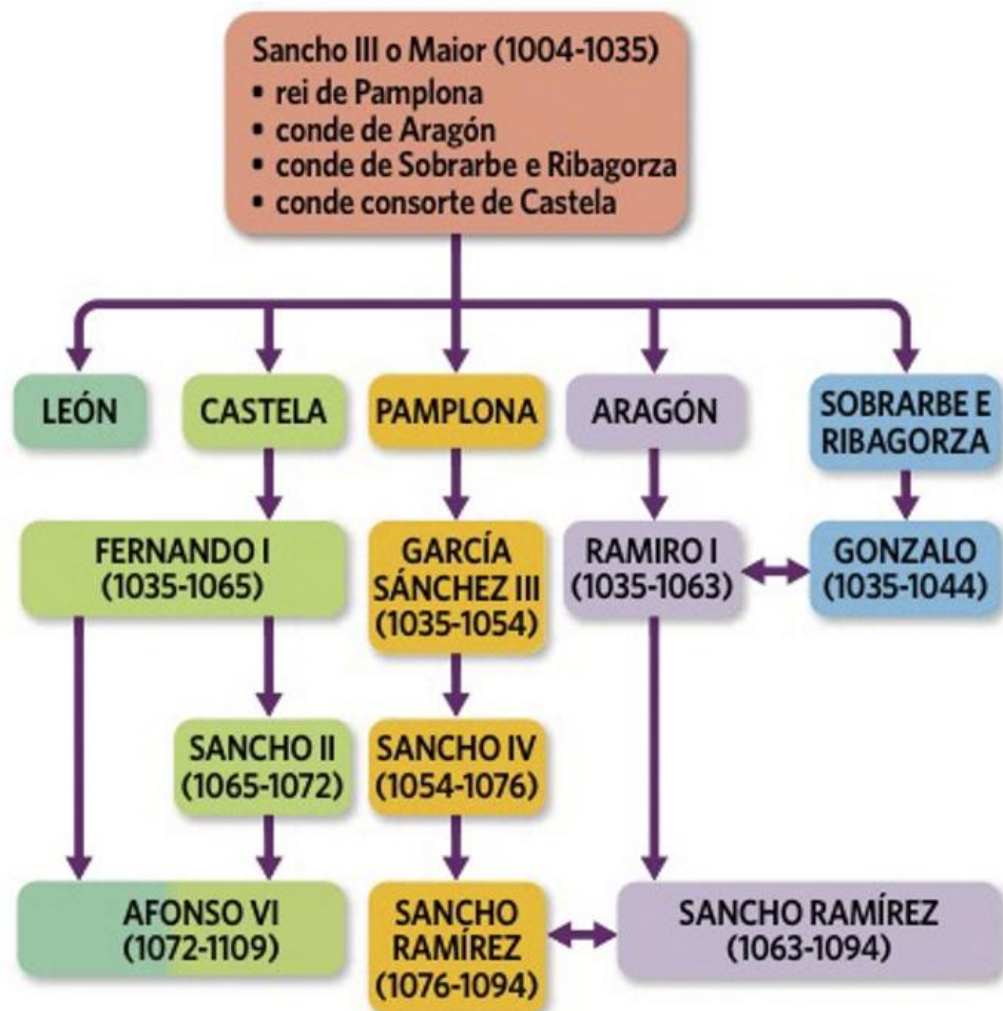 Sancho III o Maior (1004-1035)
▪ rei de Pamplona
▪ conde de Aragón
▪ conde de Sobrarbe e Ribagorza
▪ conde consorte de Castela
LEÓN
CASTELA
PAMPLONA
ARAGÓN
SOBRARBE E
RIBAGORZA
FERNANDO I
(1035-1065)
GARCÍA
SÁNCHEZ III
(1035-1054)
RAMIRO I
(1035-1063)
GONZALO
(1035-1044)
SANCHO II
(1065-1072)
SANCHO IV
(1054-1076)
AFONSO VI
(1072-1109)
SANCHO
RAMÍREZ
(1076-1094)
SANCHO RAMÍREZ
(1063-1094)